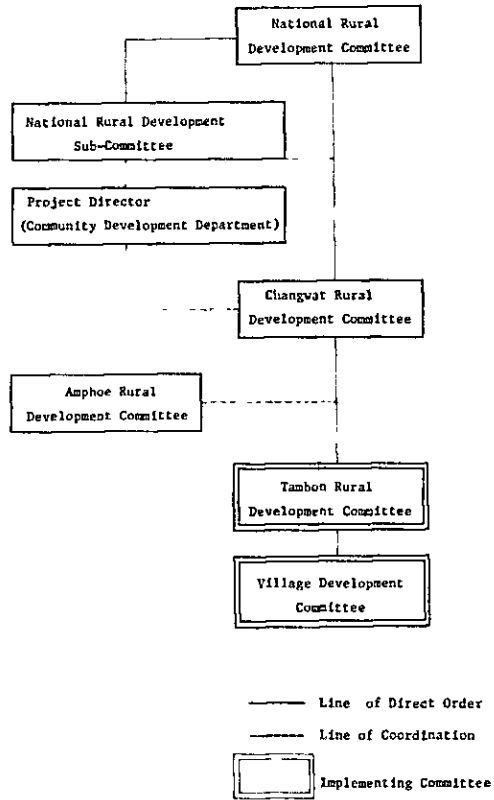 National Rural
Development Committee
National Rural Development
Sub-Committee
Project Director
(Community Development Department)
Changwat Rural
Development Committee
Amphoe Rural
Development Committee
Tambon Rural
Development Committee
Village Development
Committee
Line of Direct Order
Line of Coordination
Implementing Committee